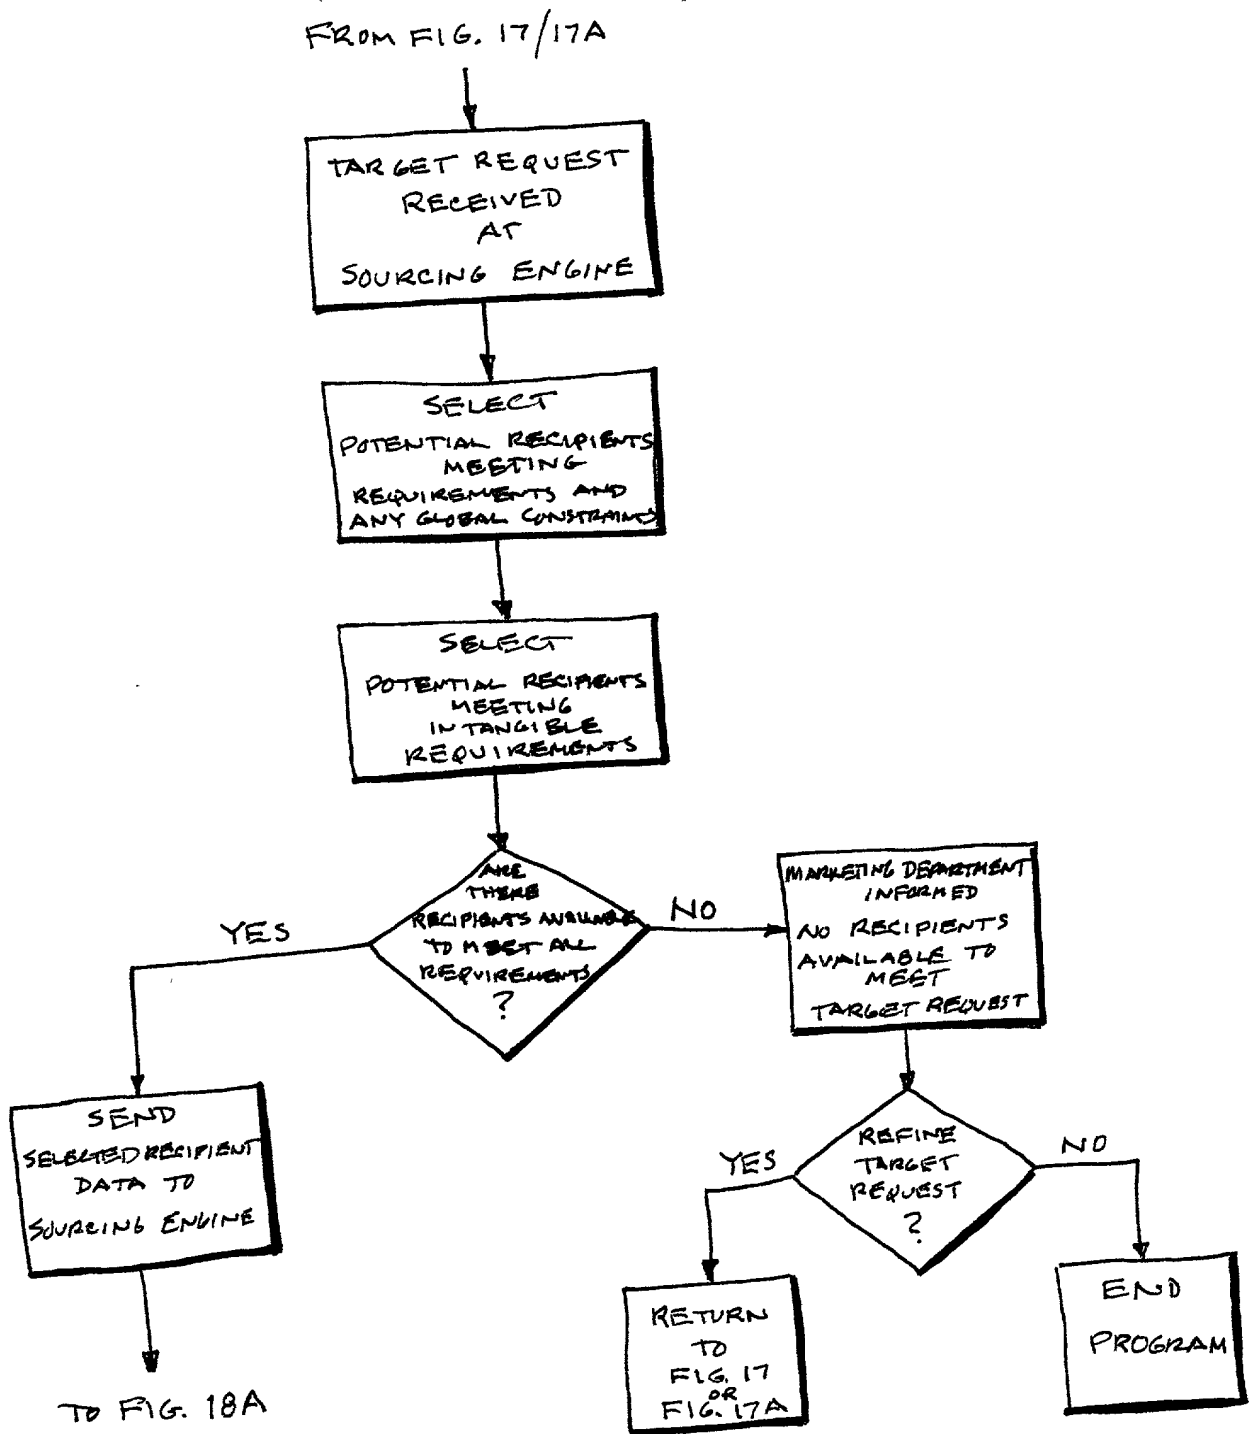 FROM FIG. 17/17A
TARGET REQUEST
RECEIVED
AT
SOURCING ENGINE
SELECT
POTENTIAL RECIPIENTS
MEETING
REQUIREMENTS AND
ANY GLOBAL CONSTRAINTS
SELECT
POTENTIAL RECIPIENTS
MEETING
INTANGIBLE
REQUIREMENTS
ARE
THERE
RECIPIENTS AVAILABLE
TO MEET ALL
REQUIREMENTS
?
YES
NO
MARKETING DEPARTMENT
INFORMED
NO RECIPIENTS
AVAILABLE TO
MEET
TARGET REQUEST
SEND
SELECTED RECIPIENT
DATA TO
SOURCING ENGINE
REFINE
TARGET
REQUEST
?
YES
NO
RETURN
TO
FIG. 17
OR
FIG. 17A
END
PROGRAM
TO FIG. 18A